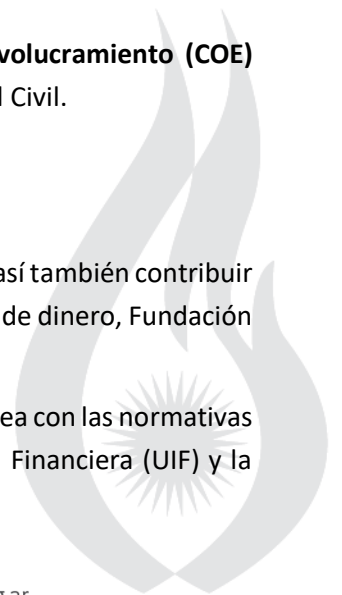 volucramiento (COE)
l Civil.
así también contribuir
de dinero, Fundación
ea con las normativas
Financiera (UIF) y la